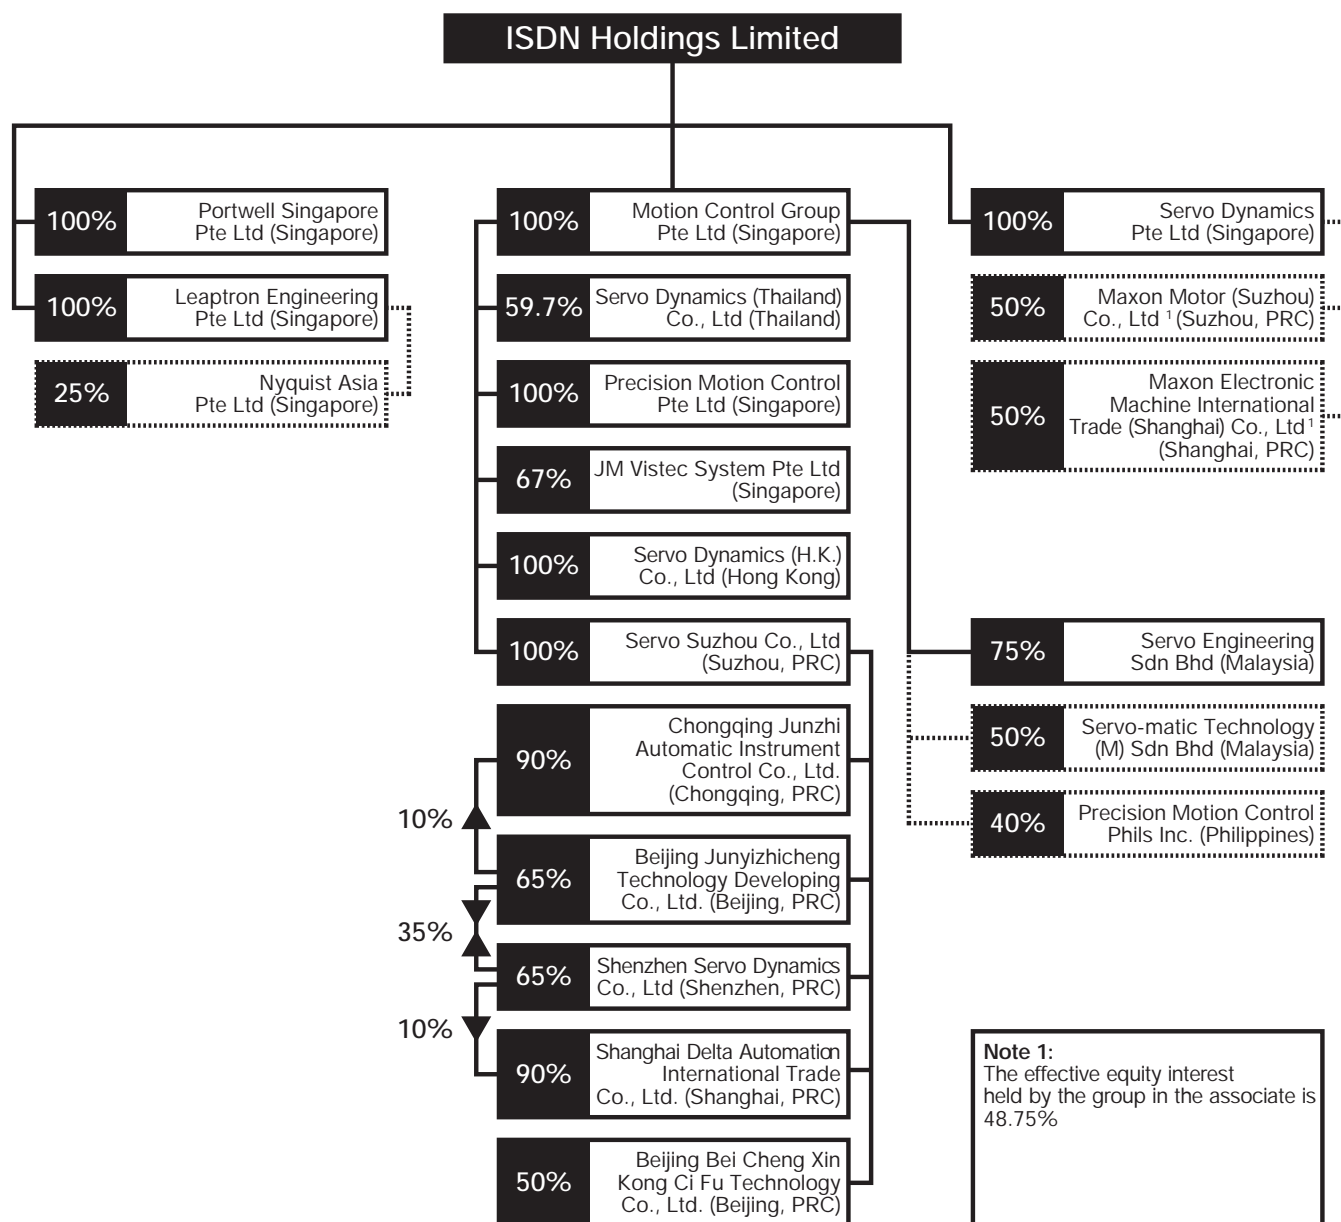 ISDN Holdings Limited
100%
Portwell Singapore
Pte Ltd (Singapore)
100%
Leaptron Engineering
Pte Ltd (Singapore)
25%
Nyquist Asia
Pte Ltd (Singapore)
100%
Motion Control Group
Pte Ltd (Singapore)
59.7%
Servo Dynamics (Thailand)
Co., Ltd (Thailand)
100%
Precision Motion Control
Pte Ltd (Singapore)
67%
JM Vistec System Pte Ltd
(Singapore)
100%
Servo Dynamics (H.K.)
Co., Ltd (Hong Kong)
100%
Servo Suzhou Co., Ltd
(Suzhou, PRC)
90%
Chongqing Junzhi
Automatic Instrument
Control Co., Ltd.
(Chongqing, PRC)
10%
65%
Beijing Junyizhicheng
Technology Developing
Co., Ltd. (Beijing, PRC)
35%
65%
Shenzhen Servo Dynamics
Co., Ltd (Shenzhen, PRC)
10%
90%
Shanghai Delta Automation
International Trade
Co., Ltd. (Shanghai, PRC)
50%
Beijing Bei Cheng Xin
Kong Ci Fu Technology
Co., Ltd. (Beijing, PRC)
100%
Servo Dynamics
Pte Ltd (Singapore)
50%
Maxon Motor (Suzhou)
Co., Ltd ¹ (Suzhou, PRC)
50%
Maxon Electronic
Machine International
Trade (Shanghai) Co., Ltd ¹
(Shanghai, PRC)
75%
Servo Engineering
Sdn Bhd (Malaysia)
50%
Servo-matic Technology
(M) Sdn Bhd (Malaysia)
40%
Precision Motion Control
Phils Inc. (Philippines)
Note 1:
The effective equity interest
held by the group in the associate is
48.75%